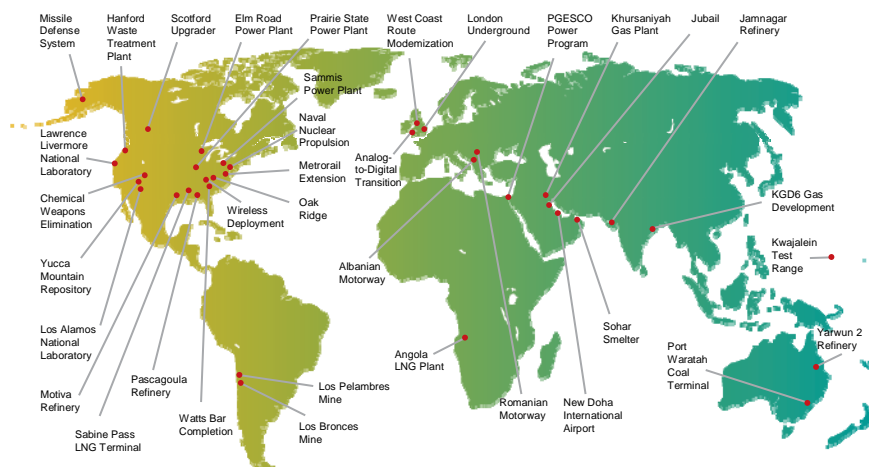 Missile
Defense
System
Hanford
Waste
Treatment
Plant
Scotford
Upgrader
Elm Road
Power Plant
Prairie State
Power Plant
West Coast
Route
Modernization
London
Underground
PGESCO
Power
Program
Khursaniyah
Gas Plant
Jubail
Jamnagar
Refinery
Sammis
Power Plant
Naval
Nuclear
Propulsion
Metrorail
Extension
Oak
Ridge
Wireless
Deployment
Lawrence
Livermore
National
Laboratory
Chemical
Weapons
Elimination
Yucca
Mountain
Repository
Los Alamos
National
Laboratory
Motiva
Refinery
Sabine Pass
LNG Terminal
Pascagoula
Refinery
Watts Bar
Completion
Los Pelambres
Mine
Los Bronces
Mine
Analog-
to-Digital
Transition
Albanian
Motorway
Angola
LNG Plant
Romanian
Motorway
New Doha
International
Airport
Sohar
Smelter
KGD6 Gas
Development
Kwajalein
Test
Range
Yarwun 2
Refinery
Port
Waratah
Coal
Terminal